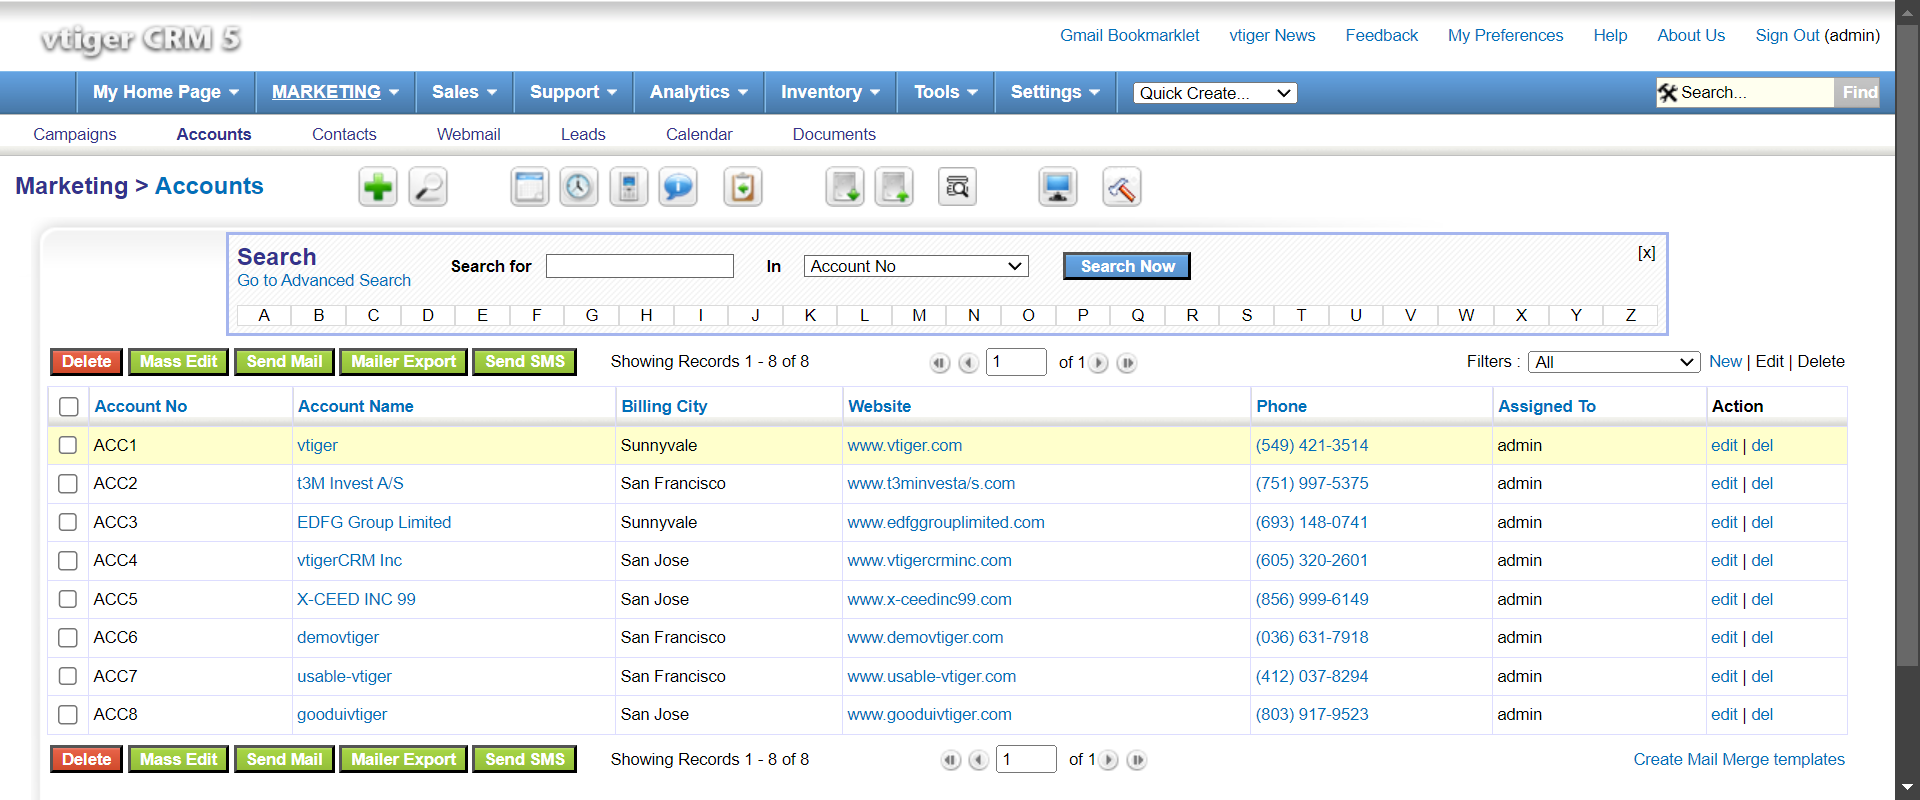 vtiger CRM 5
Gmail Bookmarklet vtiger News Feedback My Preferences Help About Us Sign Out (admin)
My Home Page MARKETING Sales Support Analytics Inventory Tools Settings Quick Create... Search... Find
Campaigns Accounts Contacts Webmail Leads Calendar Documents
Marketing > Accounts
Search
Go to Advanced Search
Search for In Account No Search Now [x]
A B C D E F G H I J K L M N O P Q R S T U V W X Y Z
Delete Mass Edit Send Mail Mailer Export Send SMS Showing Records 1 - 8 of 8 1 of 1 Filters : All New | Edit | Delete
Account No Account Name Billing City Website Phone Assigned To Action
ACC1 vtiger Sunnyvale www.vtiger.com (549) 421-3514 admin edit | del
ACC2 t3M Invest A/S San Francisco www.t3minvesta/s.com (751) 997-5375 admin edit | del
ACC3 EDFG Group Limited Sunnyvale www.edfggrouplimited.com (693) 148-0741 admin edit | del
ACC4 vtigerCRM Inc San Jose www.vtigercrminc.com (605) 320-2601 admin edit | del
ACC5 X-CEED INC 99 San Jose www.x-ceedinc99.com (856) 999-6149 admin edit | del
ACC6 demovtiger San Francisco www.demovtiger.com (036) 631-7918 admin edit | del
ACC7 usable-vtiger San Francisco www.usable-vtiger.com (412) 037-8294 admin edit | del
ACC8 gooduivtiger San Jose www.gooduivtiger.com (803) 917-9523 admin edit | del
Delete Mass Edit Send Mail Mailer Export Send SMS Showing Records 1 - 8 of 8 1 of 1 Create Mail Merge templates